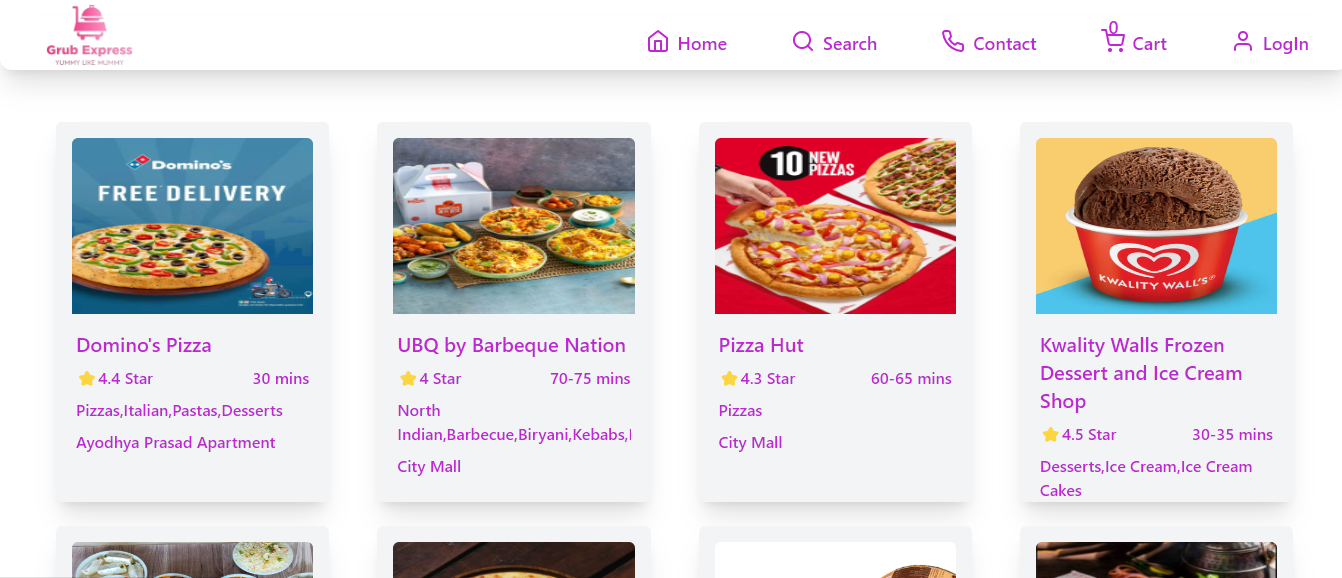 Grub Express
YUMMY LIKE MUMMY
Home
Search
Contact
0
Cart
LogIn
Domino's
FREE DELIVERY
10 NEW
PIZZAS
KWALITY WALL'S
Domino's Pizza
4.4 Star
30 mins
Pizzas,Italian,Pastas,Desserts
Ayodhya Prasad Apartment
UBQ by Barbeque Nation
4 Star
70-75 mins
North
Indian,Barbecue,Biryani,Kebabs,
City Mall
Pizza Hut
4.3 Star
60-65 mins
Pizzas
City Mall
Kwality Walls Frozen
Dessert and Ice Cream
Shop
4.5 Star
30-35 mins
Desserts,Ice Cream,Ice Cream
Cakes